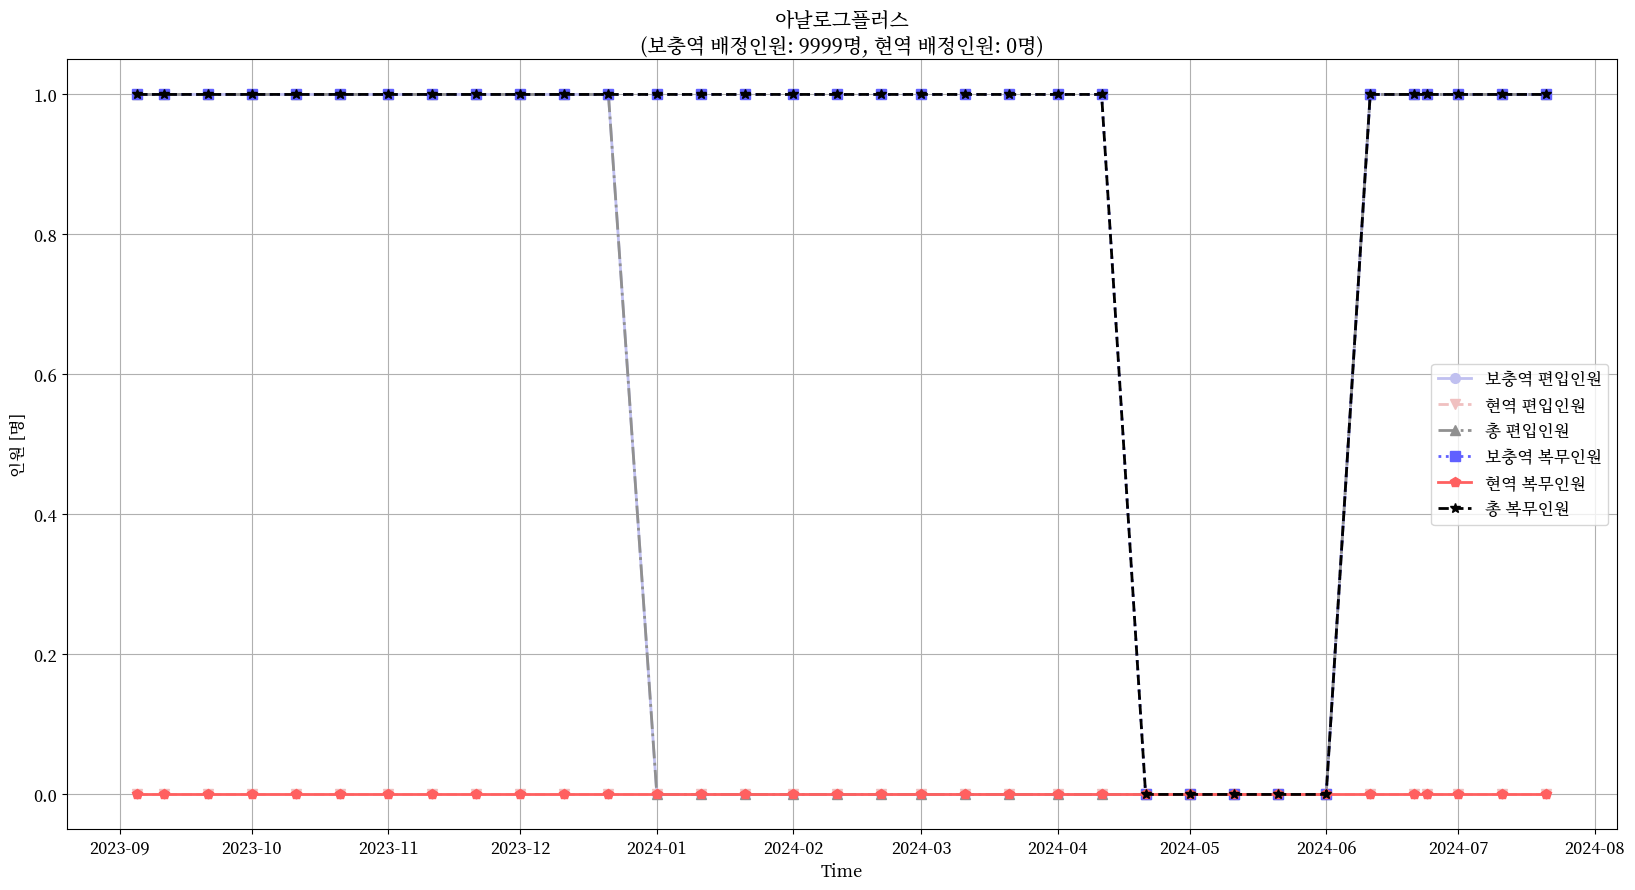 아날로그플러스
(보충역 배정인원: 9999명, 현역 배정인원: 0명)
1.0
0.8
0.6
0.4
0.2
0.0
인원 [명]
보충역 편입인원
현역 편입인원
총 편입인원
보충역 복무인원
현역 복무인원
총 복무인원
2023-09 2023-10 2023-11 2023-12 2024-01 2024-02 2024-03 2024-04 2024-05 2024-06 2024-07 2024-08
Time